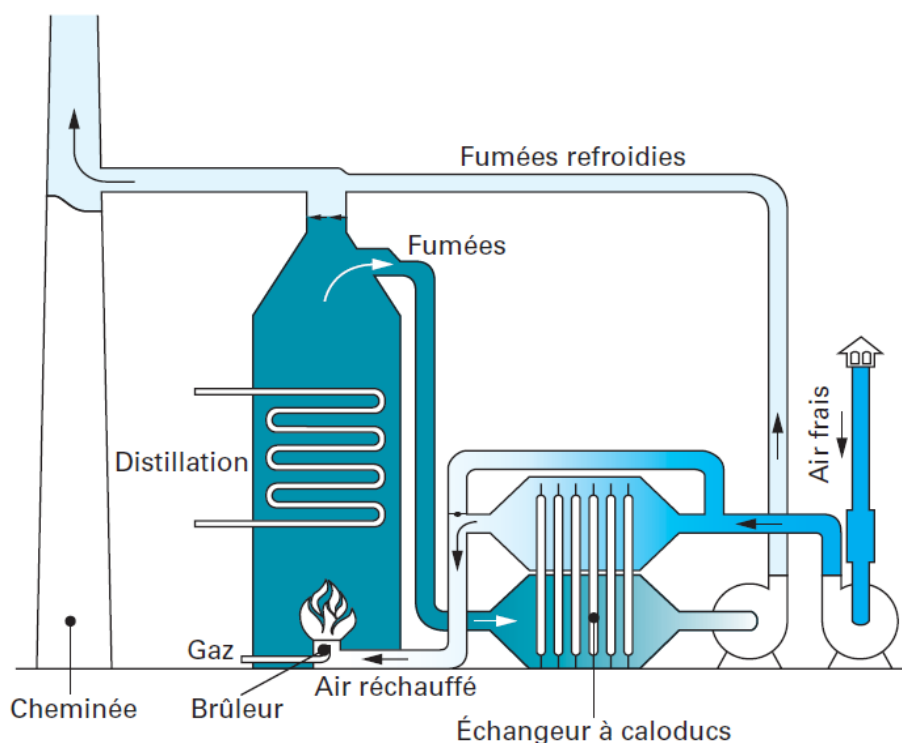 Fumées refroidies
Fumées
Air frais
Distillation
Gaz
Air réchauffé
Cheminée
Brûleur
Échangeur à caloducs